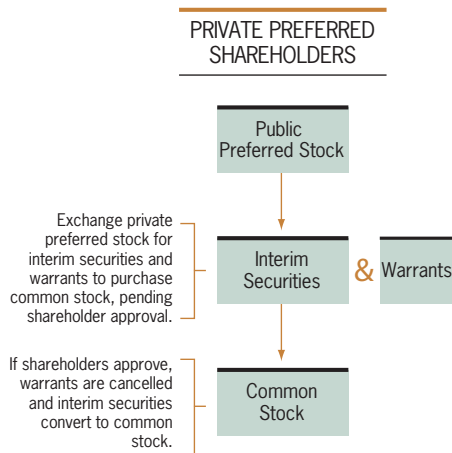 PRIVATE PREFERRED
SHAREHOLDERS
Public
Preferred Stock
Exchange private
preferred stock for
interim securities and
warrants to purchase
common stock, pending
shareholder approval.
Interim
Securities
&
Warrants
If shareholders approve,
warrants are cancelled
and interim securities
convert to common
stock.
Common
Stock